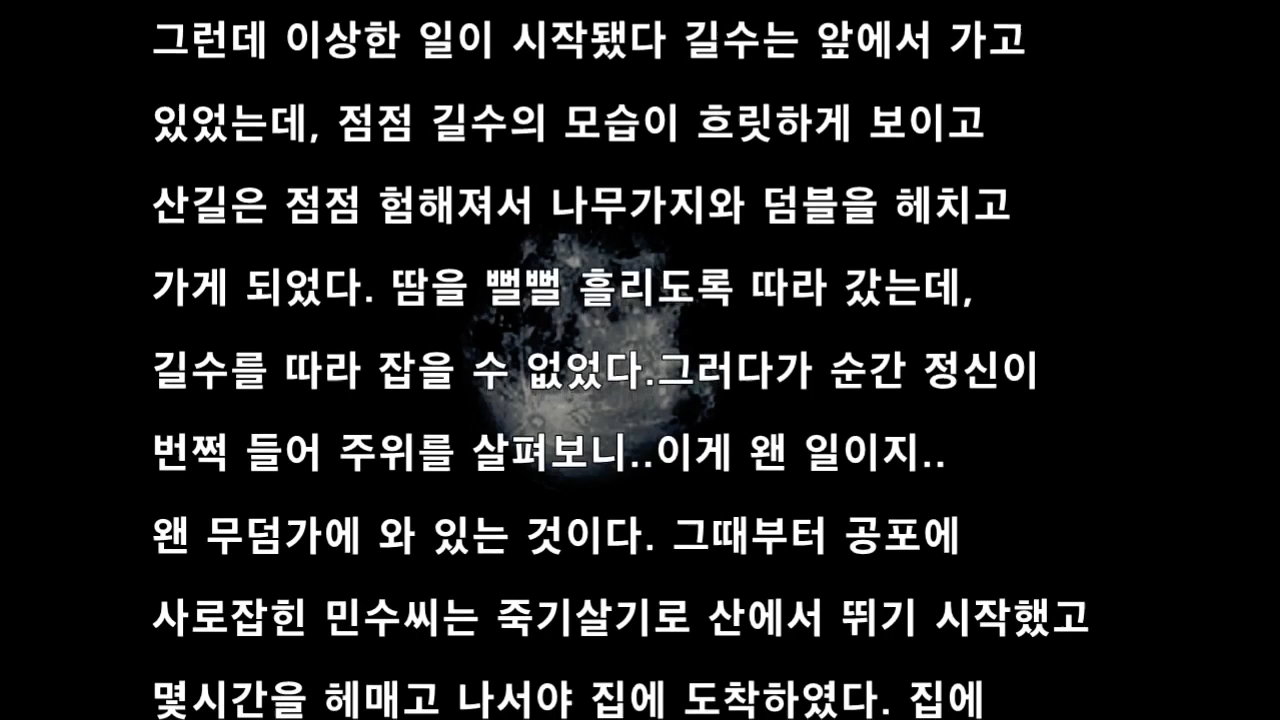 그런데 이상한 일이 시작됐다 길수는 앞에서 가고
있었는데, 점점 길수의 모습이 흐릿하게 보이고
산길은 점점 험해져서 나무가지와 덤블을 헤치고
가게 되었다. 땀을 뻘뻘 흘리도록 따라 갔는데,
길수를 따라 잡을 수 없었다.그러다가 순간 정신이
번쩍 들어 주위를 살펴보니..이게 왠 일이지..
왠 무덤가에 와 있는 것이다. 그때부터 공포에
사로잡힌 민수씨는 죽기살기로 산에서 뛰기 시작했고
몇시간을 헤매고 나서야 집에 도착하였다. 집에